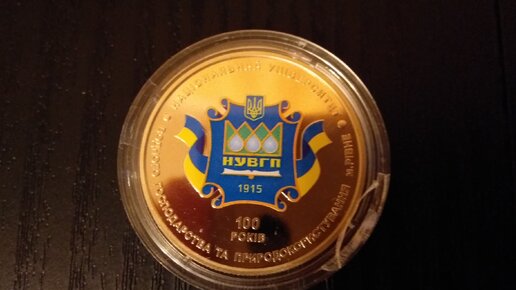 НАЦІОНАЛЬНИЙ УНІВЕРСИТЕТ
ГОСПОДАРСТВА ТА ПРИРОДОКОРИСТУВАННЯ
НУВГП
1915
100
РОКІВ